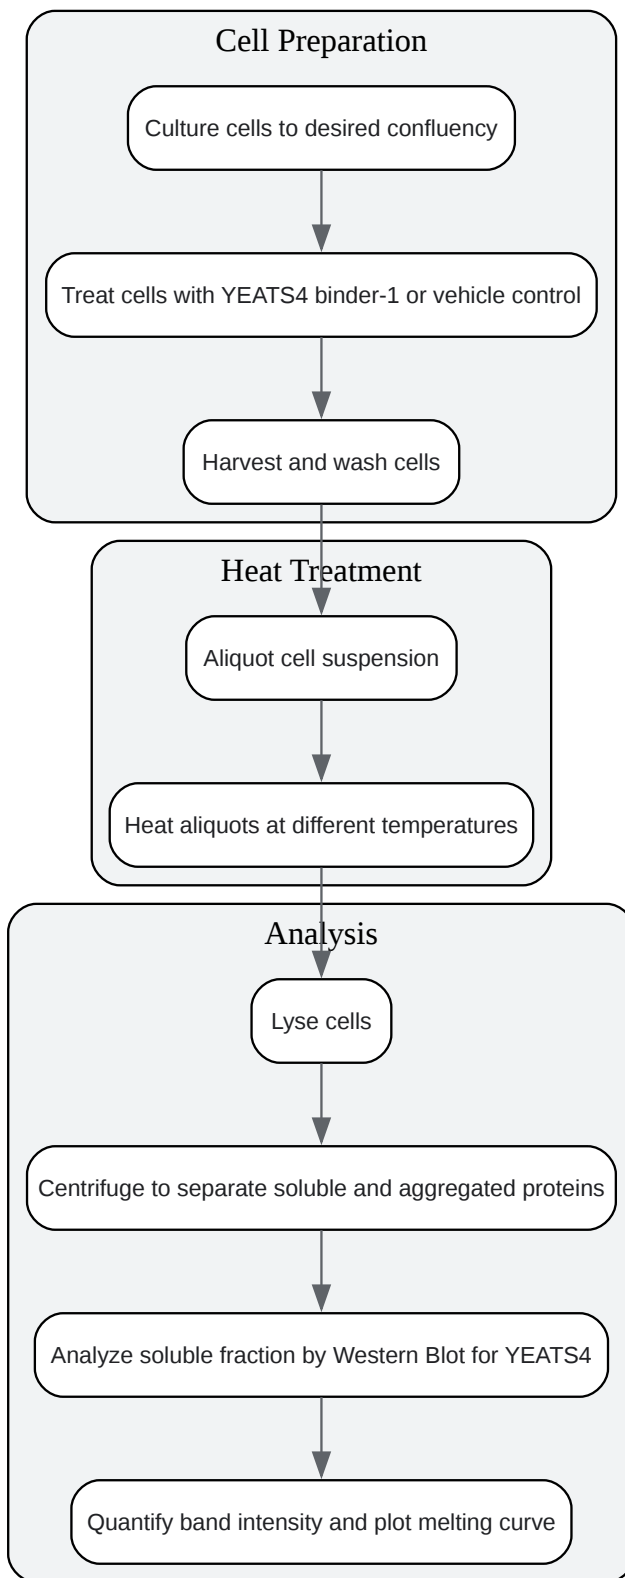 Cell Preparation
Culture cells to desired confluency
Treat cells with YEATS4 binder-1 or vehicle control
Harvest and wash cells
Heat Treatment
Aliquot cell suspension
Heat aliquots at different temperatures
Analysis
Lyse cells
Centrifuge to separate soluble and aggregated proteins
Analyze soluble fraction by Western Blot for YEATS4
Quantify band intensity and plot melting curve